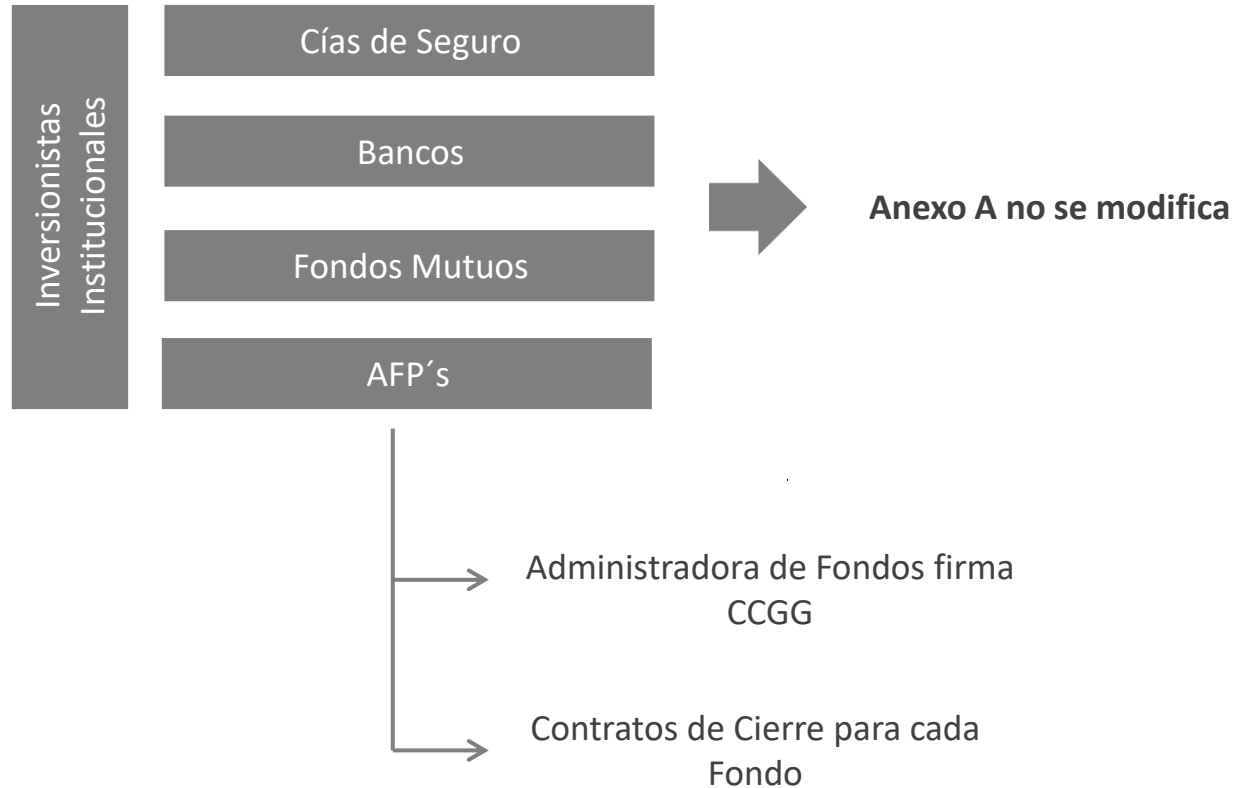 Inversionistas
Institucionales
Cías de Seguro
Bancos
Fondos Mutuos
AFP´s
Anexo A no se modifica
Administradora de Fondos firma
CCGG
Contratos de Cierre para cada
Fondo